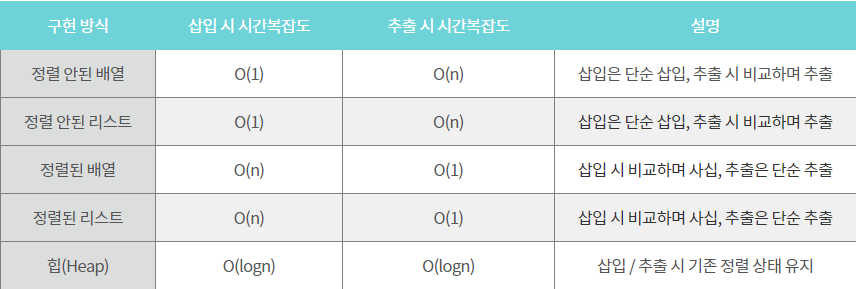 구현 방식 삽입 시 시간복잡도 추출 시 시간복잡도 설명
정렬 안된 배열 O(1) O(n) 삽입은 단순 삽입, 추출 시 비교하며 추출
정렬 안된 리스트 O(1) O(n) 삽입은 단순 삽입, 추출 시 비교하며 추출
정렬된 배열 O(n) O(1) 삽입 시 비교하며 사십, 추출은 단순 추출
정렬된 리스트 O(n) O(1) 삽입 시 비교하며 사십, 추출은 단순 추출
힙(Heap) O(logn) O(logn) 삽입 / 추출 시 기존 정렬 상태 유지